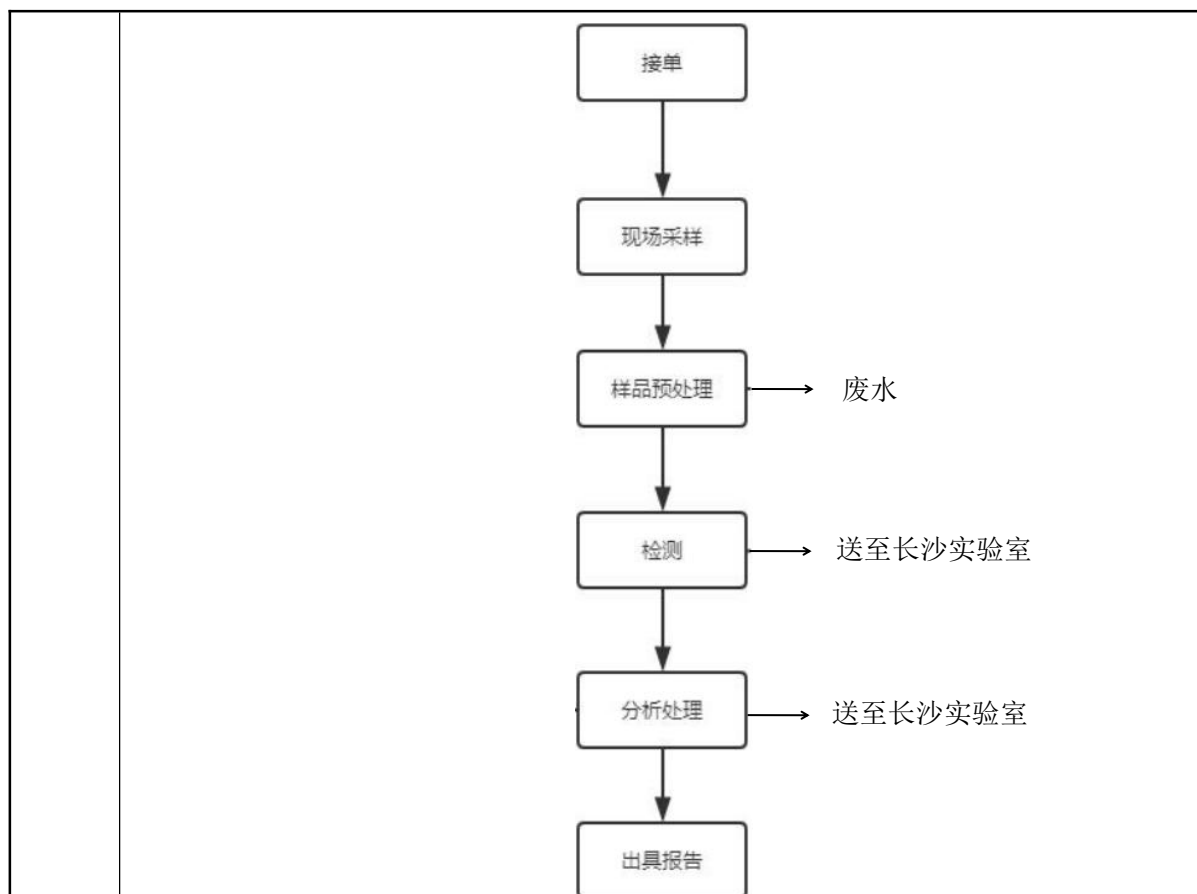 接单
现场采样
样品预处理
废水
检测
送至长沙实验室
分析处理
送至长沙实验室
出具报告